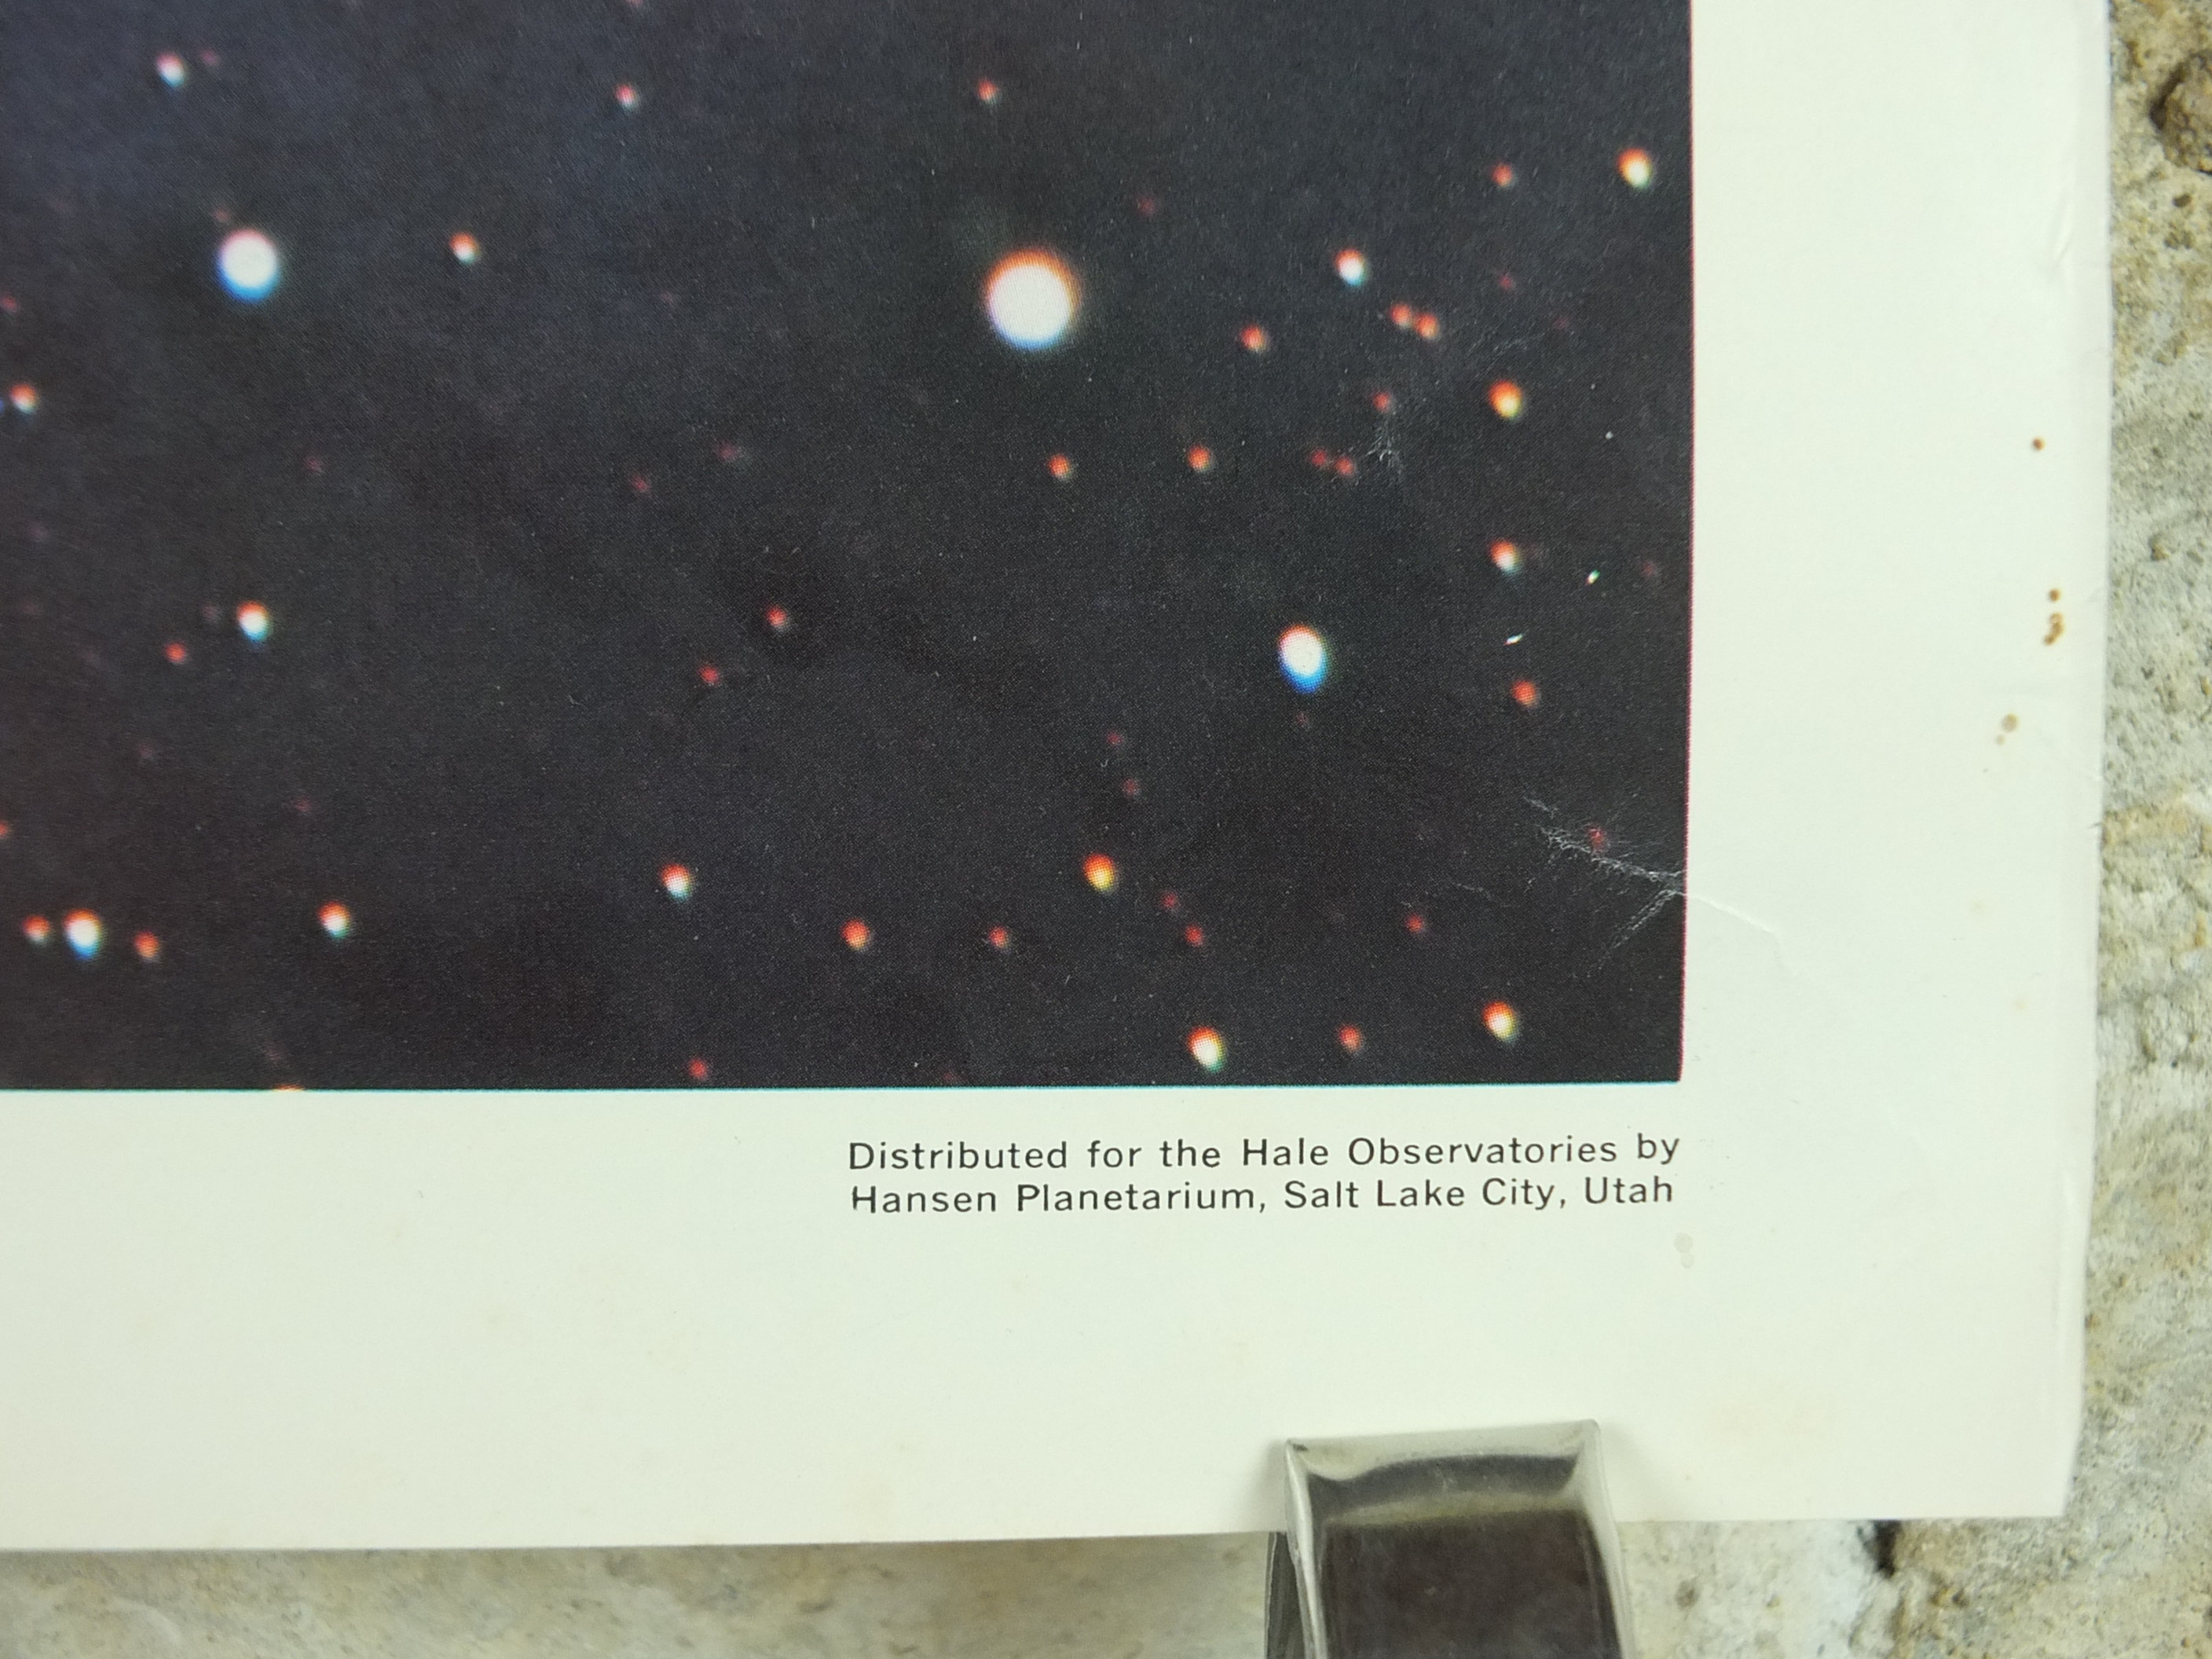 Distributed for the Hale Observatories by
Hansen Planetarium, Salt Lake City, Utah